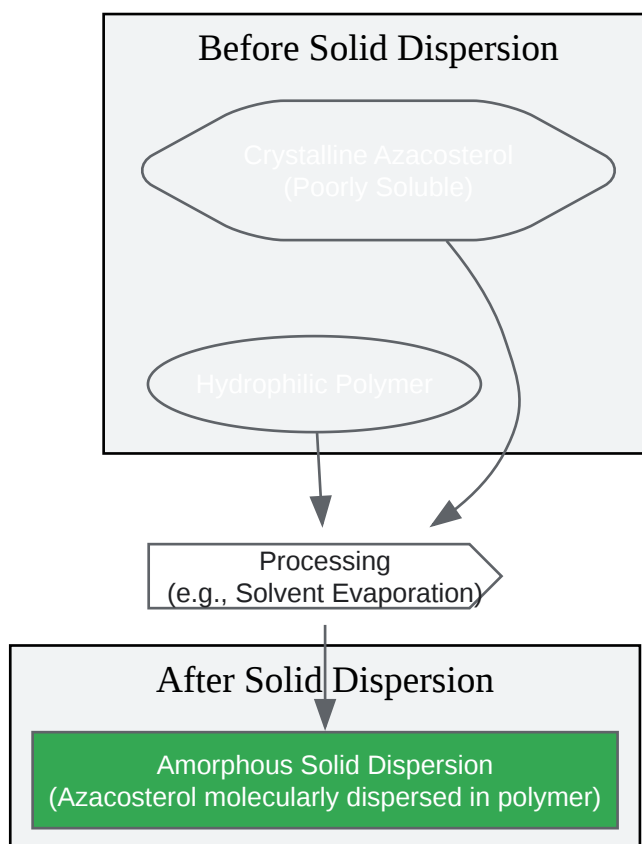 Before Solid Dispersion
Crystalline Azacosterol
(Poorly Soluble)
Hydrophilic Polymer
Processing
(e.g., Solvent Evaporation)
After Solid Dispersion
Amorphous Solid Dispersion
(Azacosterol molecularly dispersed in polymer)